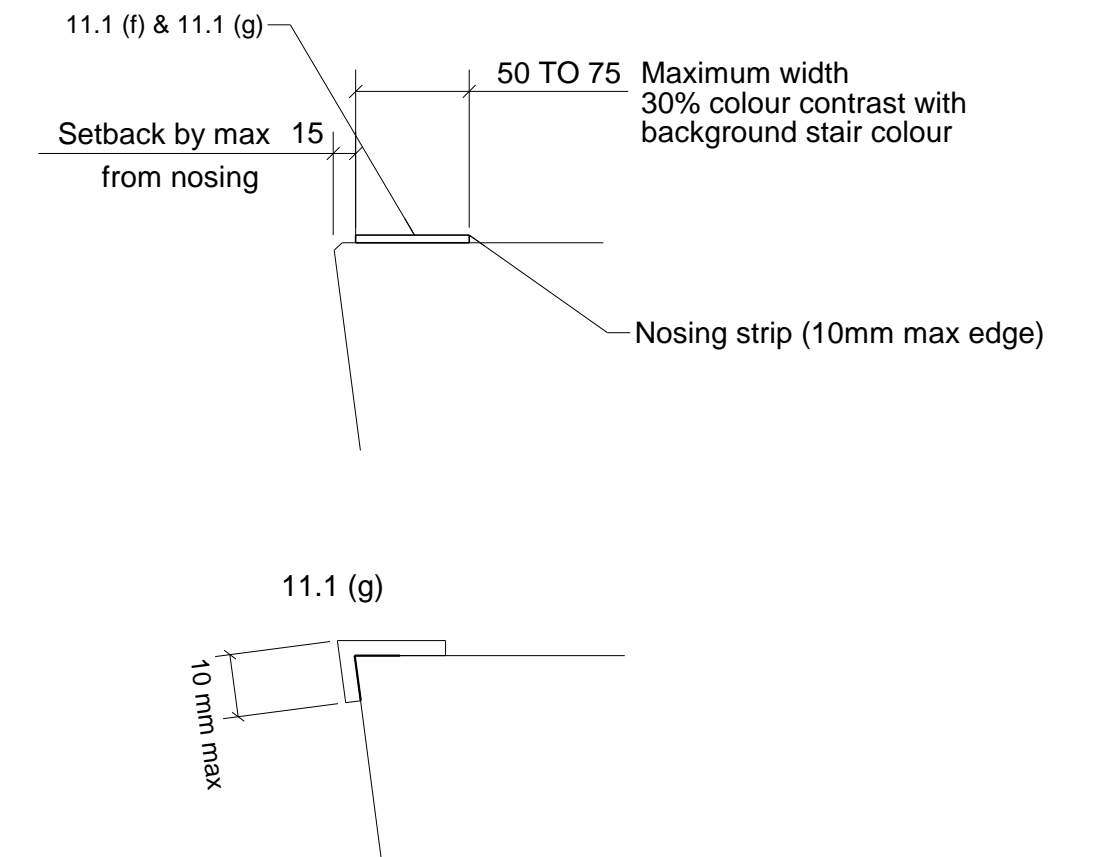 11.1 (f) & 11.1 (g)
50 TO 75 Maximum width
30% colour contrast with
background stair colour
Setback by max 15
from nosing
Nosing strip (10mm max edge)
11.1 (g)
10 mm max